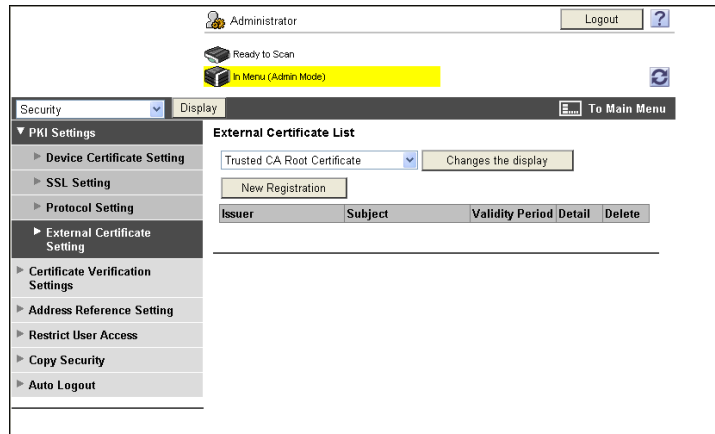 Administrator
Logout
?
Ready to Scan
In Menu (Admin Mode)
Security
Display
To Main Menu
PKI Settings
Device Certificate Setting
SSL Setting
Protocol Setting
External Certificate
Setting
Certificate Verification
Settings
Address Reference Setting
Restrict User Access
Copy Security
Auto Logout
External Certificate List
Trusted CA Root Certificate
Changes the display
New Registration
Issuer Subject Validity Period Detail Delete